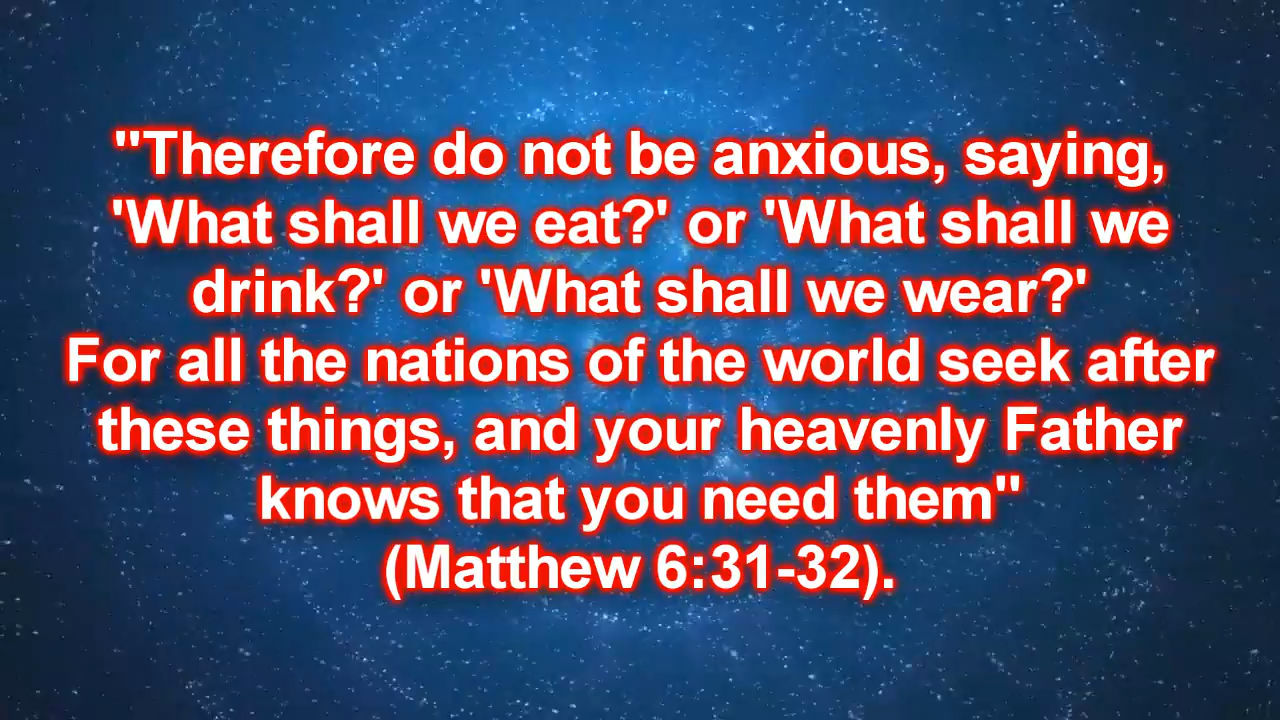 "Therefore do not be anxious, saying,
'What shall we eat?' or 'What shall we
drink?' or 'What shall we wear?'
For all the nations of the world seek after
these things, and your heavenly Father
knows that you need them"
(Matthew 6:31-32).